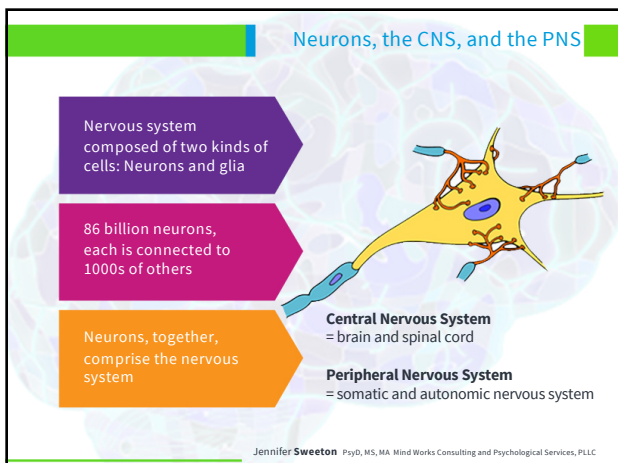 Neurons, the CNS, and the PNS
Nervous system
composed of two kinds of
cells: Neurons and glia
86 billion neurons,
each is connected to
1000s of others
Neurons, together,
comprise the nervous
system
Central Nervous System
= brain and spinal cord
Peripheral Nervous System
= somatic and autonomic nervous system
Jennifer Sweeton PsyD, MS, MA Mind Works Consulting and Psychological Services, PLLC